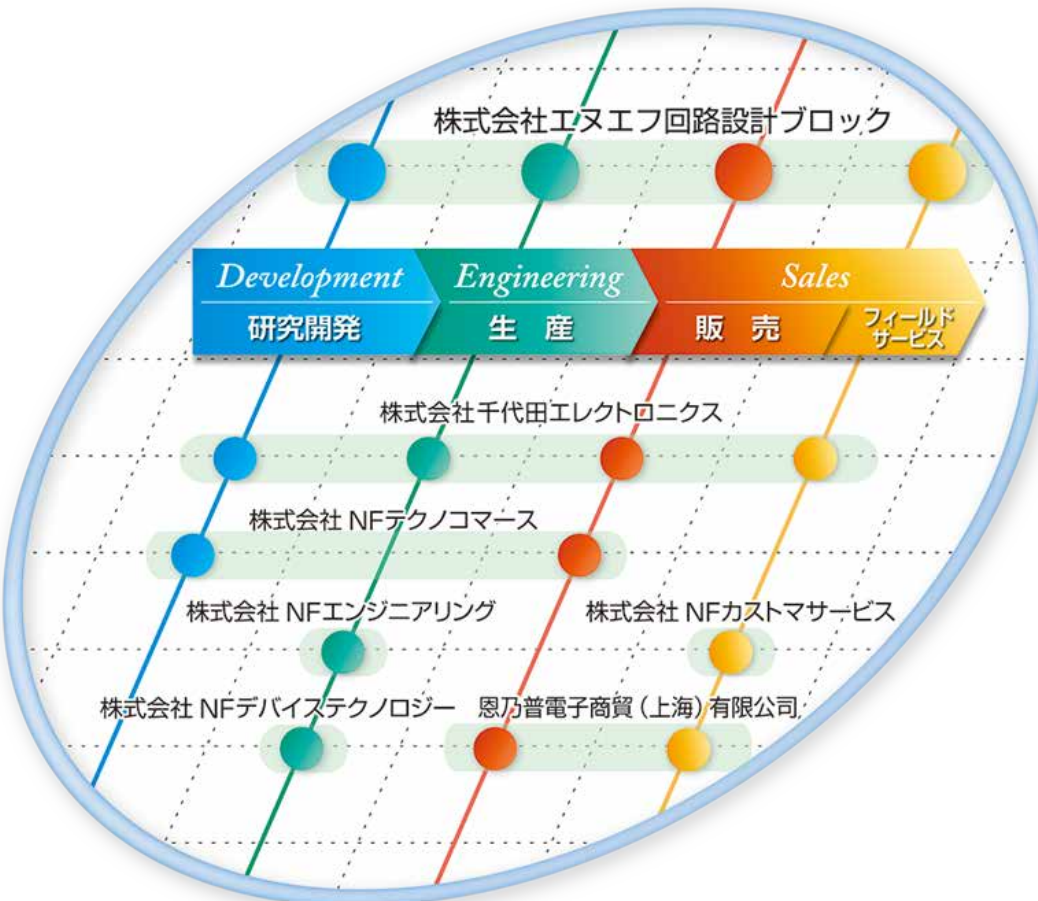 株式会社エヌエフ回路設計ブロック
Development
Engineering
Sales
研究開発
生 産
販 売
フィールド
サービス
株式会社千代田エレクトロニクス
株式会社 NFテクノコマース
株式会社 NFエンジニアリング
株式会社 NFカストマサービス
株式会社 NFデバイステクノロジー
恩乃普電子商貿（上海）有限公司